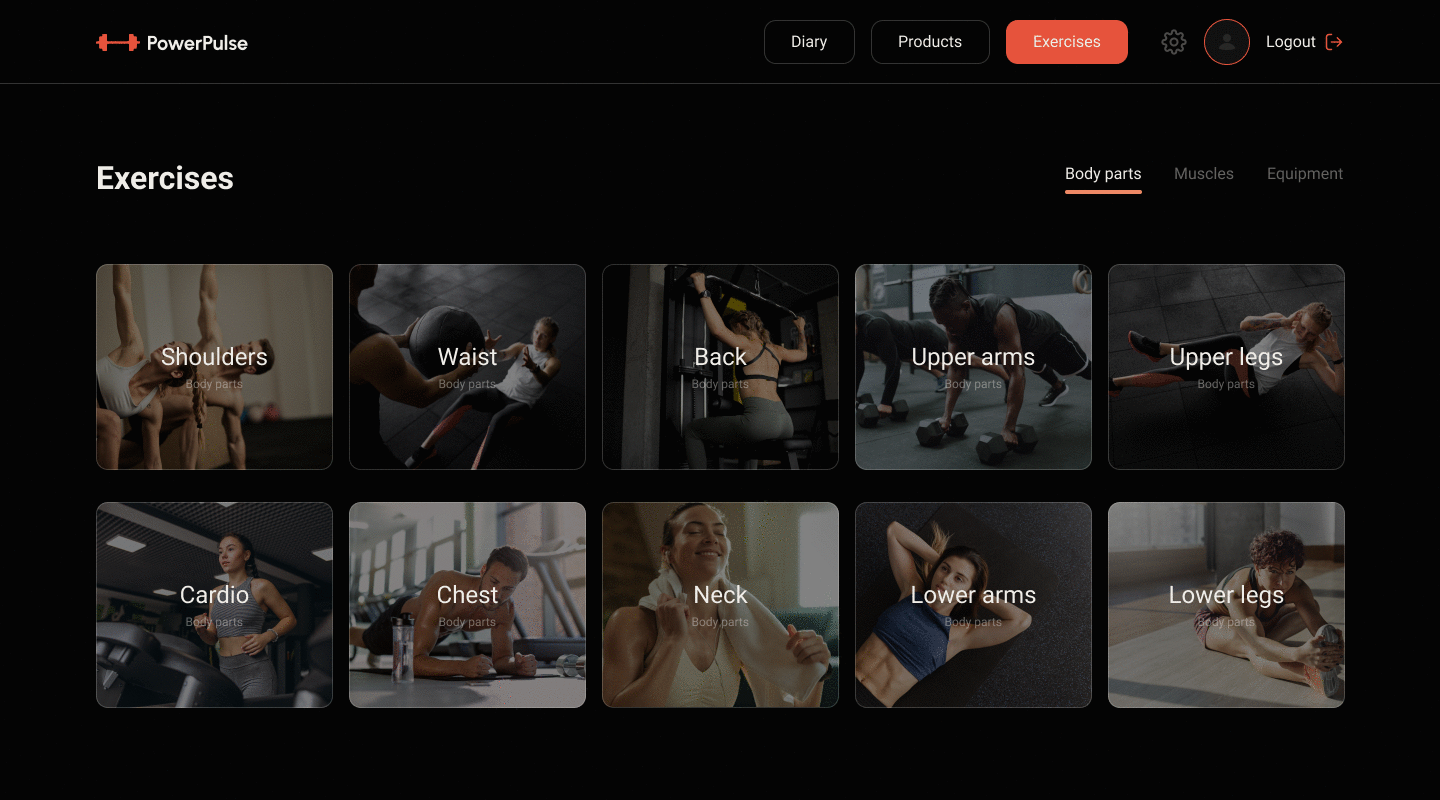 PowerPulse
Diary
Products
Exercises
Logout
Exercises
Body parts
Muscles
Equipment
Shoulders
Body parts
Waist
Body parts
Back
Body parts
Upper arms
Body parts
Upper legs
Body parts
Cardio
Body parts
Chest
Body parts
Neck
Body parts
Lower arms
Body parts
Lower legs
Body parts